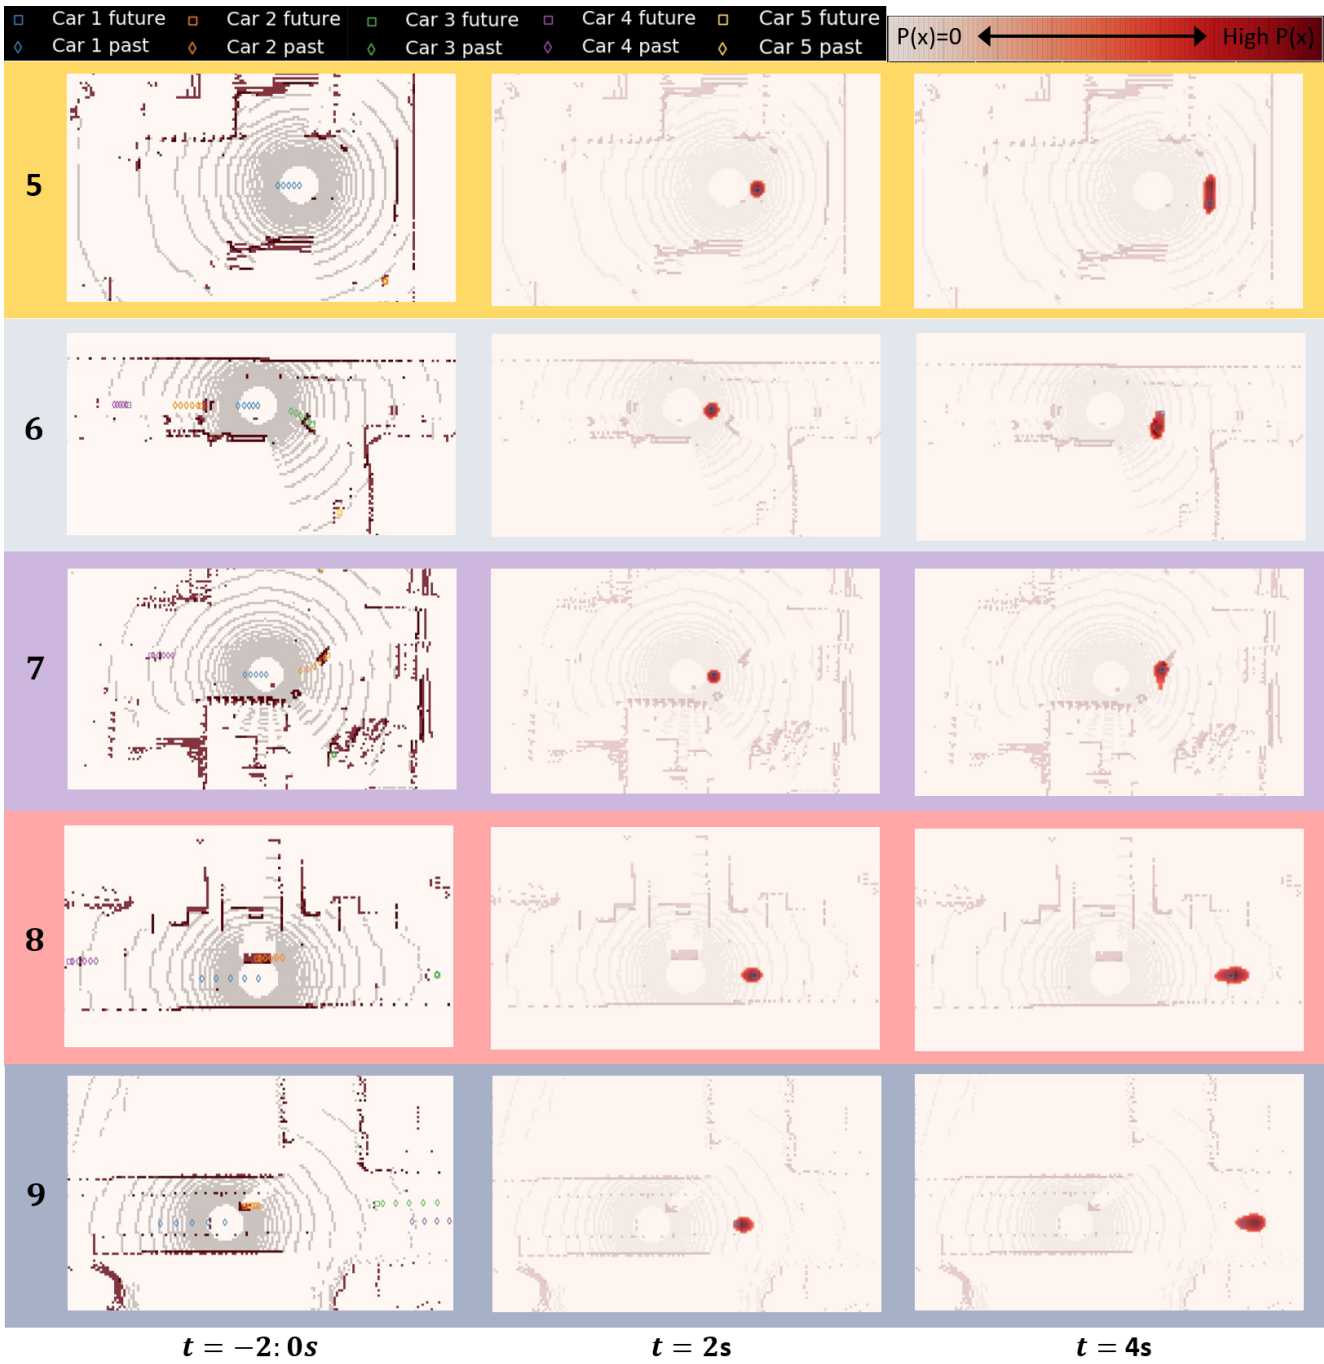 Car 1 future Car 2 future Car 3 future Car 4 future Car 5 future
Car 1 past Car 2 past Car 3 past Car 4 past Car 5 past
P(x)=0 High P(x)
5
6
7
8
9
t = −2: 0s t = 2s t = 4s